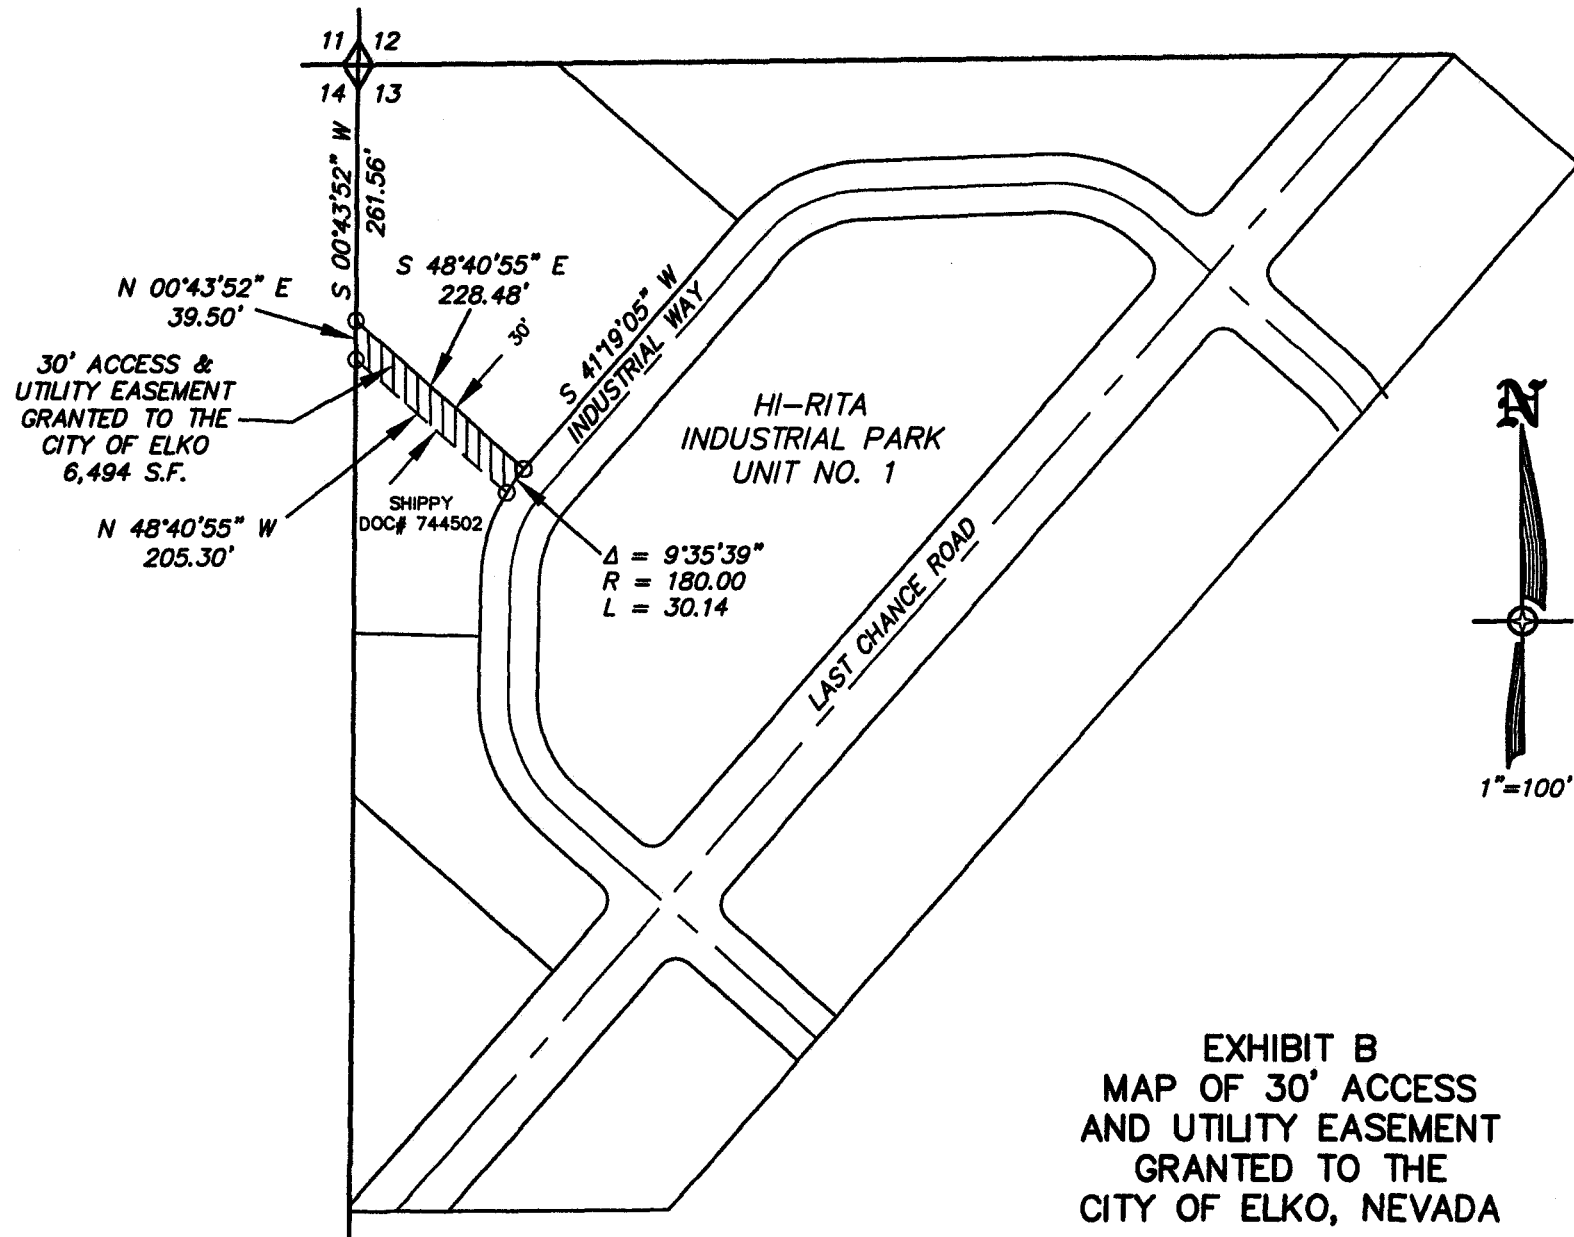 11 12
14 13
S 00°43'52" W
261.56'
N 00°43'52" E
39.50'
S 48°40'55" E
228.48'
30'
30' ACCESS &
UTILITY EASEMENT
GRANTED TO THE
CITY OF ELKO
6,494 S.F.
N 48°40'55" W
205.30'
SHIPPY
DOC# 744502
S 41°19'05" W
INDUSTRIAL WAY
Δ = 9°35'39"
R = 180.00
L = 30.14
HI-RITA
INDUSTRIAL PARK
UNIT NO. 1
LAST CHANCE ROAD
N
1"=100'
EXHIBIT B
MAP OF 30' ACCESS
AND UTILITY EASEMENT
GRANTED TO THE
CITY OF ELKO, NEVADA